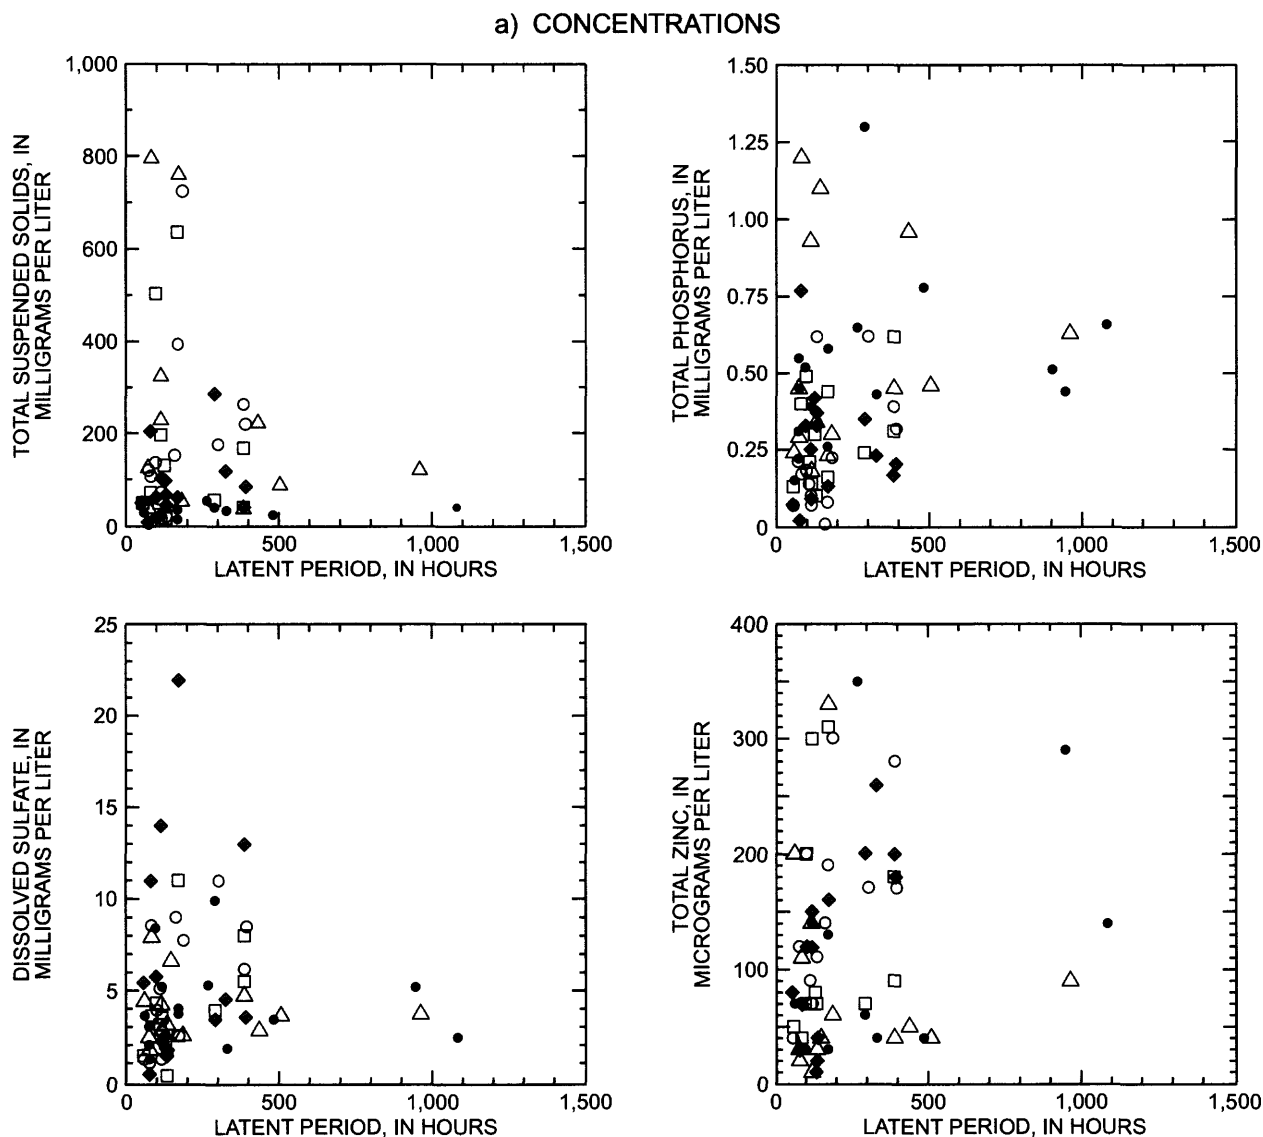 a) CONCENTRATIONS
TOTAL SUSPENDED SOLIDS, IN
MILLIGRAMS PER LITER
1,000
800
600
400
200
0
0 500 1,000 1,500
LATENT PERIOD, IN HOURS
TOTAL PHOSPHORUS, IN
MILLIGRAMS PER LITER
1.50
1.25
1.00
0.75
0.50
0.25
0
0 500 1,000 1,500
LATENT PERIOD, IN HOURS
DISSOLVED SULFATE, IN
MILLIGRAMS PER LITER
25
20
15
10
5
0
0 500 1,000 1,500
LATENT PERIOD, IN HOURS
TOTAL ZINC, IN
MICROGRAMS PER LITER
400
300
200
100
0
0 500 1,000 1,500
LATENT PERIOD, IN HOURS